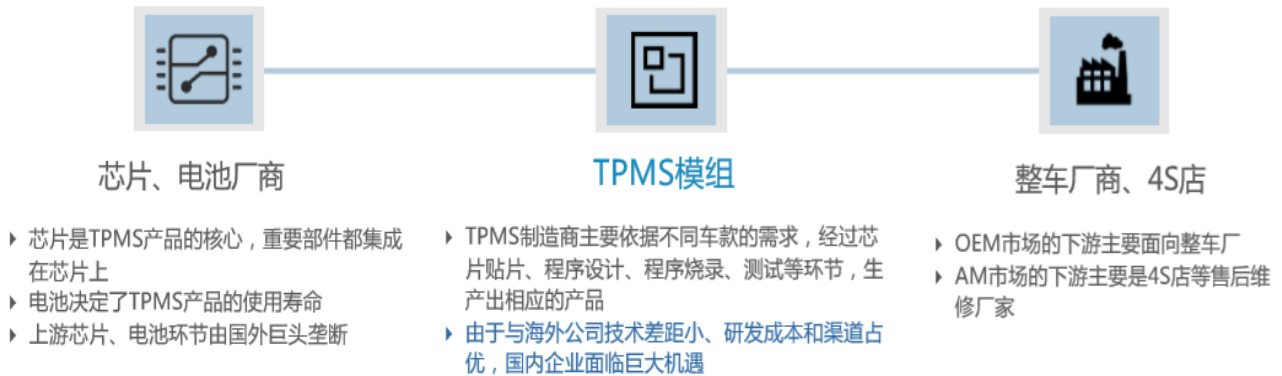 芯片、电池厂商
▸ 芯片是TPMS产品的核心，重要部件都集成
在芯片上
▸ 电池决定了TPMS产品的使用寿命
▸ 上游芯片、电池环节由国外巨头垄断
TPMS模组
▸ TPMS制造商主要依据不同车款的需求，经过芯
片贴片、程序设计、程序烧录、测试等环节，生
产出相应的产品
▸ 由于与海外公司技术差距小、研发成本和渠道占
优，国内企业面临巨大机遇
整车厂商、4S店
▸ OEM市场的下游主要面向整车厂
▸ AM市场的下游主要是4S店等售后维
修厂家